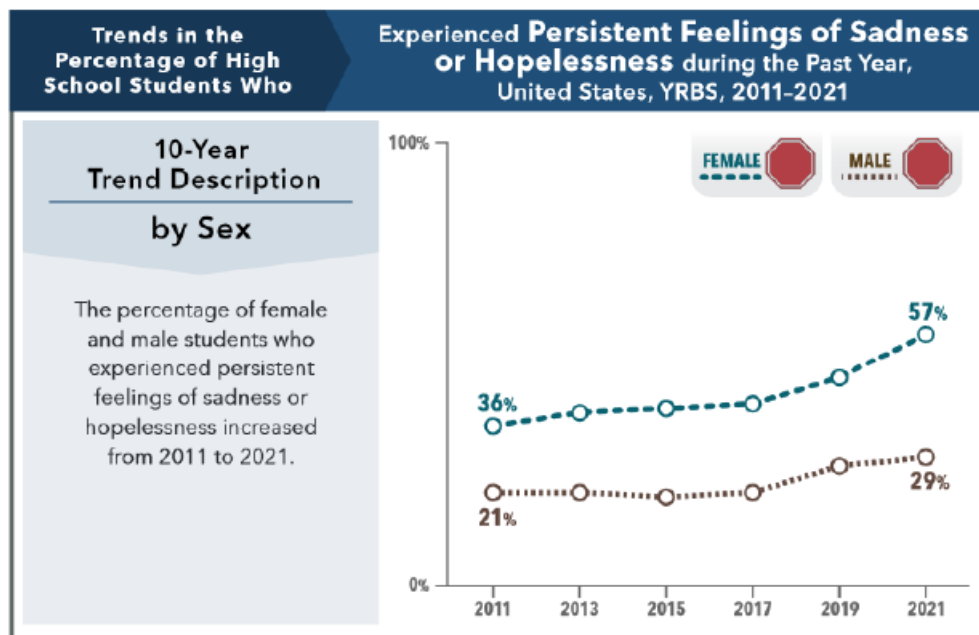 Trends in the
Percentage of High
School Students Who
Experienced Persistent Feelings of Sadness
or Hopelessness during the Past Year,
United States, YRBS, 2011–2021
10-Year
Trend Description
by Sex
The percentage of female
and male students who
experienced persistent
feelings of sadness or
hopelessness increased
from 2011 to 2021.
100%
FEMALE
MALE
57%
36%
29%
21%
0%
2011 2013 2015 2017 2019 2021